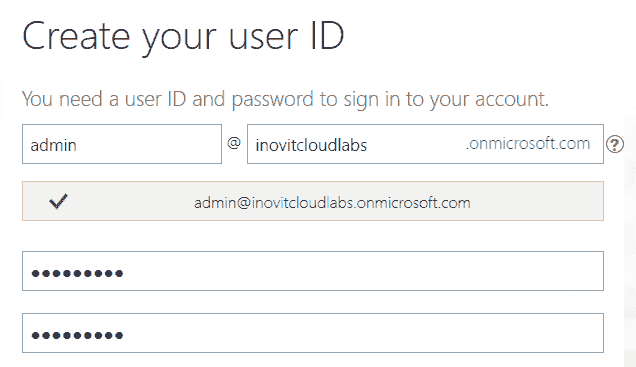 Create your user ID
You need a user ID and password to sign in to your account.
admin @ inovitcloudlabs .onmicrosoft.com ?
admin@inovitcloudlabs.onmicrosoft.com
●●●●●●●●●
●●●●●●●●●